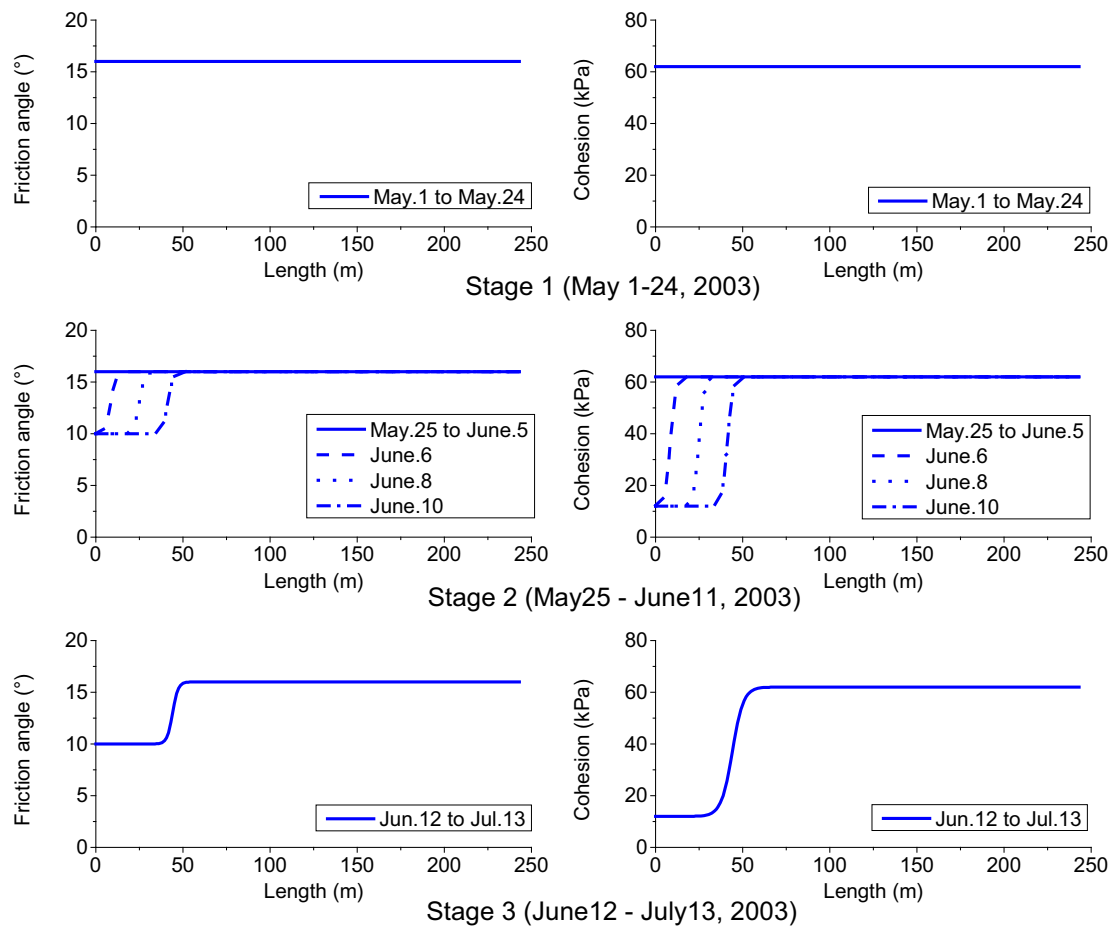 20
15
10
5
0
Friction angle (°)
May.1 to May.24
0 50 100 150 200 250
Length (m)
80
60
40
20
0
Cohesion (kPa)
May.1 to May.24
0 50 100 150 200 250
Length (m)
Stage 1 (May 1-24, 2003)
20
15
10
5
0
Friction angle (°)
May.25 to June.5
June.6
June.8
June.10
0 50 100 150 200 250
Length (m)
80
60
40
20
0
Cohesion (kPa)
May.25 to June.5
June.6
June.8
June.10
0 50 100 150 200 250
Length (m)
Stage 2 (May25 - June11, 2003)
20
15
10
5
0
Friction angle (°)
Jun.12 to Jul.13
0 50 100 150 200 250
Length (m)
80
60
40
20
0
Cohesion (kPa)
Jun.12 to Jul.13
0 50 100 150 200 250
Length (m)
Stage 3 (June12 - July13, 2003)